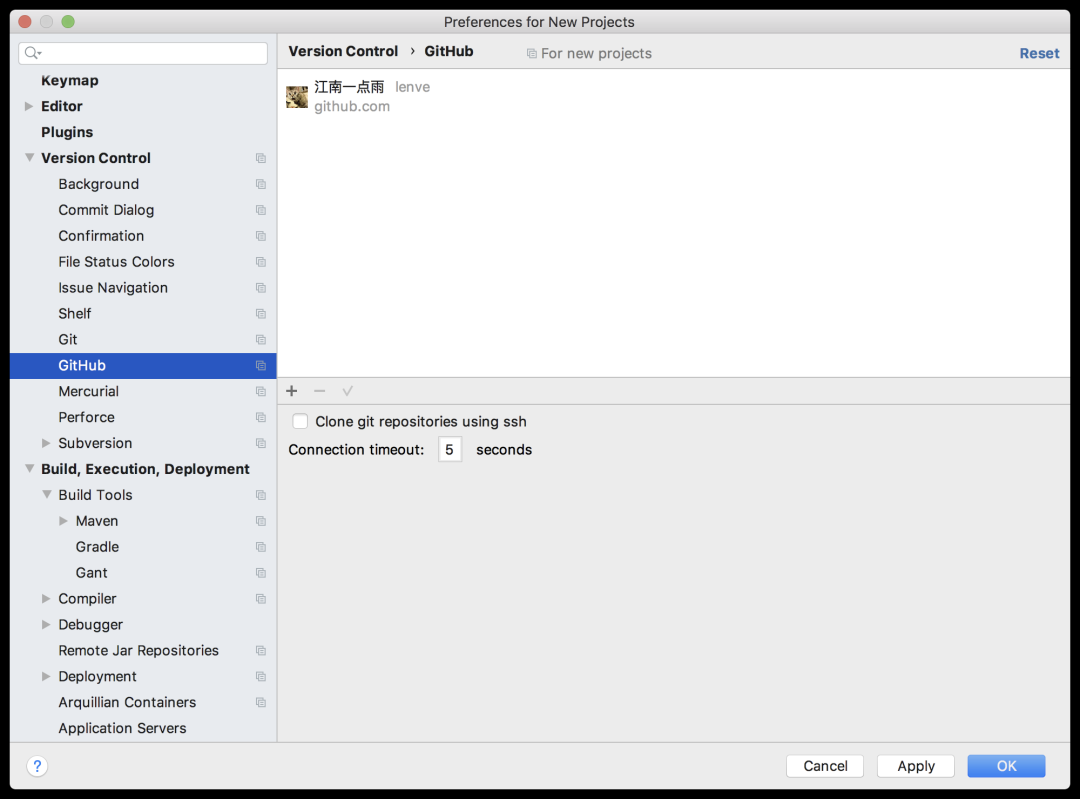 Preferences for New Projects
Keymap
Editor
Plugins
Version Control
Background
Commit Dialog
Confirmation
File Status Colors
Issue Navigation
Shelf
Git
GitHub
Mercurial
Perforce
Subversion
Build, Execution, Deployment
Build Tools
Maven
Gradle
Gant
Compiler
Debugger
Remote Jar Repositories
Deployment
Arquillian Containers
Application Servers
Version Control › GitHub For new projects Reset
江南一点雨 lenve
github.com
Clone git repositories using ssh
Connection timeout: 5 seconds
? Cancel Apply OK